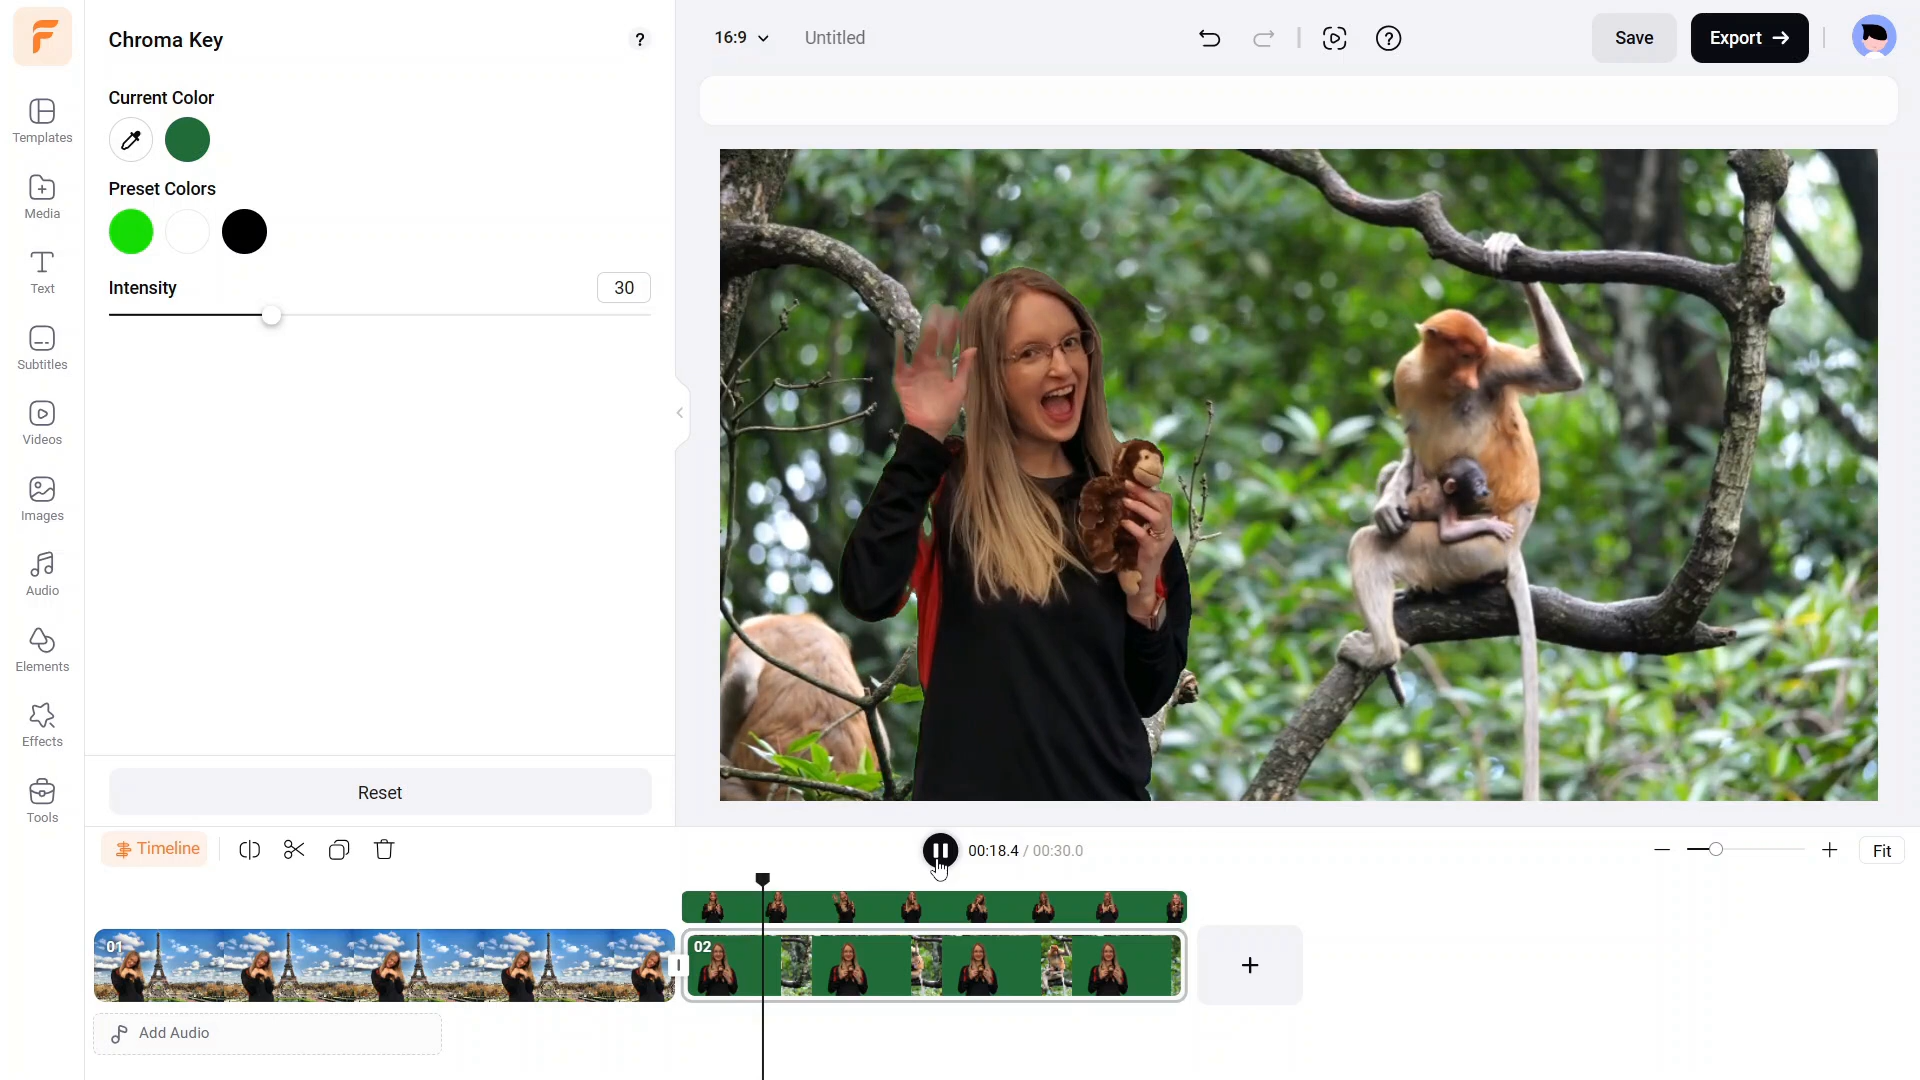 Chroma Key
?
16:9
Untitled
?
Save
Export
Current Color
Preset Colors
Intensity
30
Templates
Media
Text
Subtitles
Videos
Images
Audio
Elements
Effects
Tools
Reset
Timeline
00:18.4 / 00:30.0
Fit
01
02
Add Audio